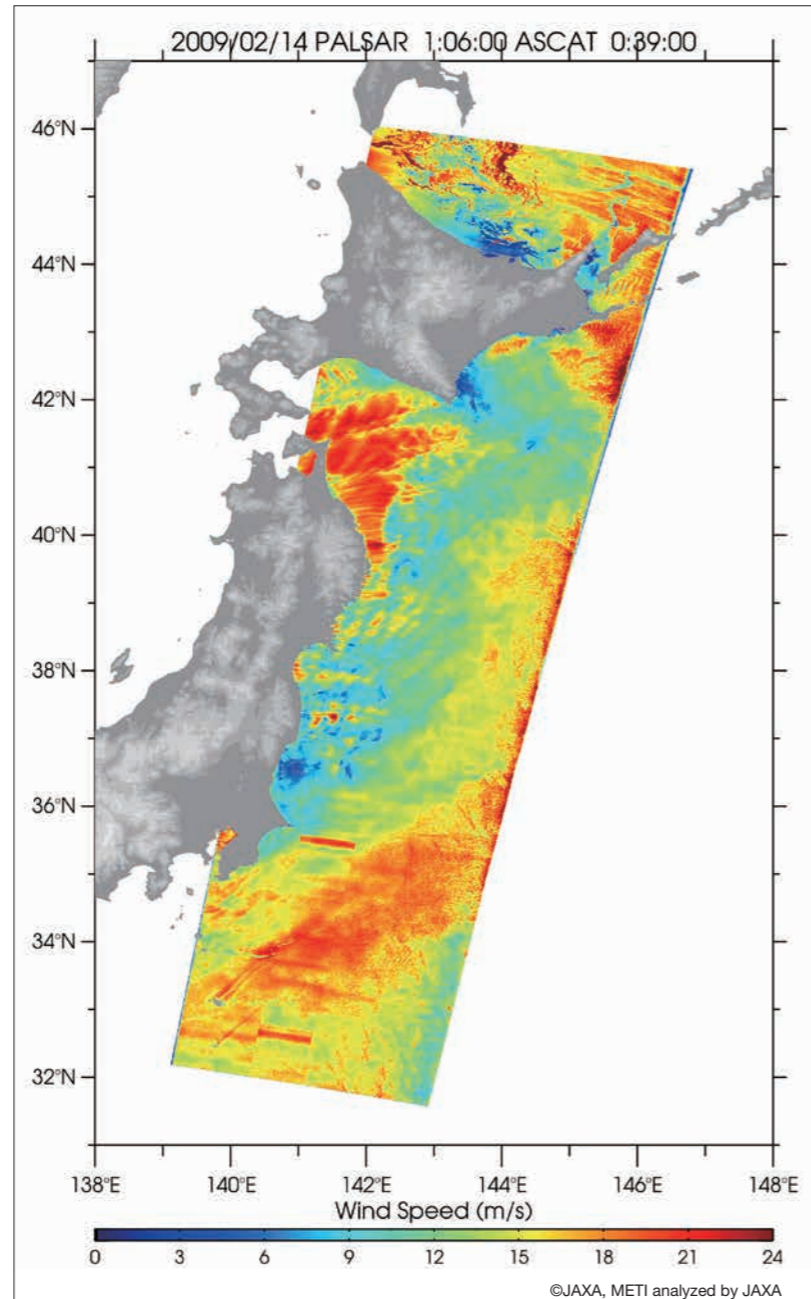 2009/02/14 PALSAR 1:06:00 ASCAT 0:39:00
46°N
44°N
42°N
40°N
38°N
36°N
34°N
32°N
138°E 140°E 142°E 144°E 146°E 148°E
Wind Speed (m/s)
0 3 6 9 12 15 18 21 24
©JAXA, METI analyzed by JAXA